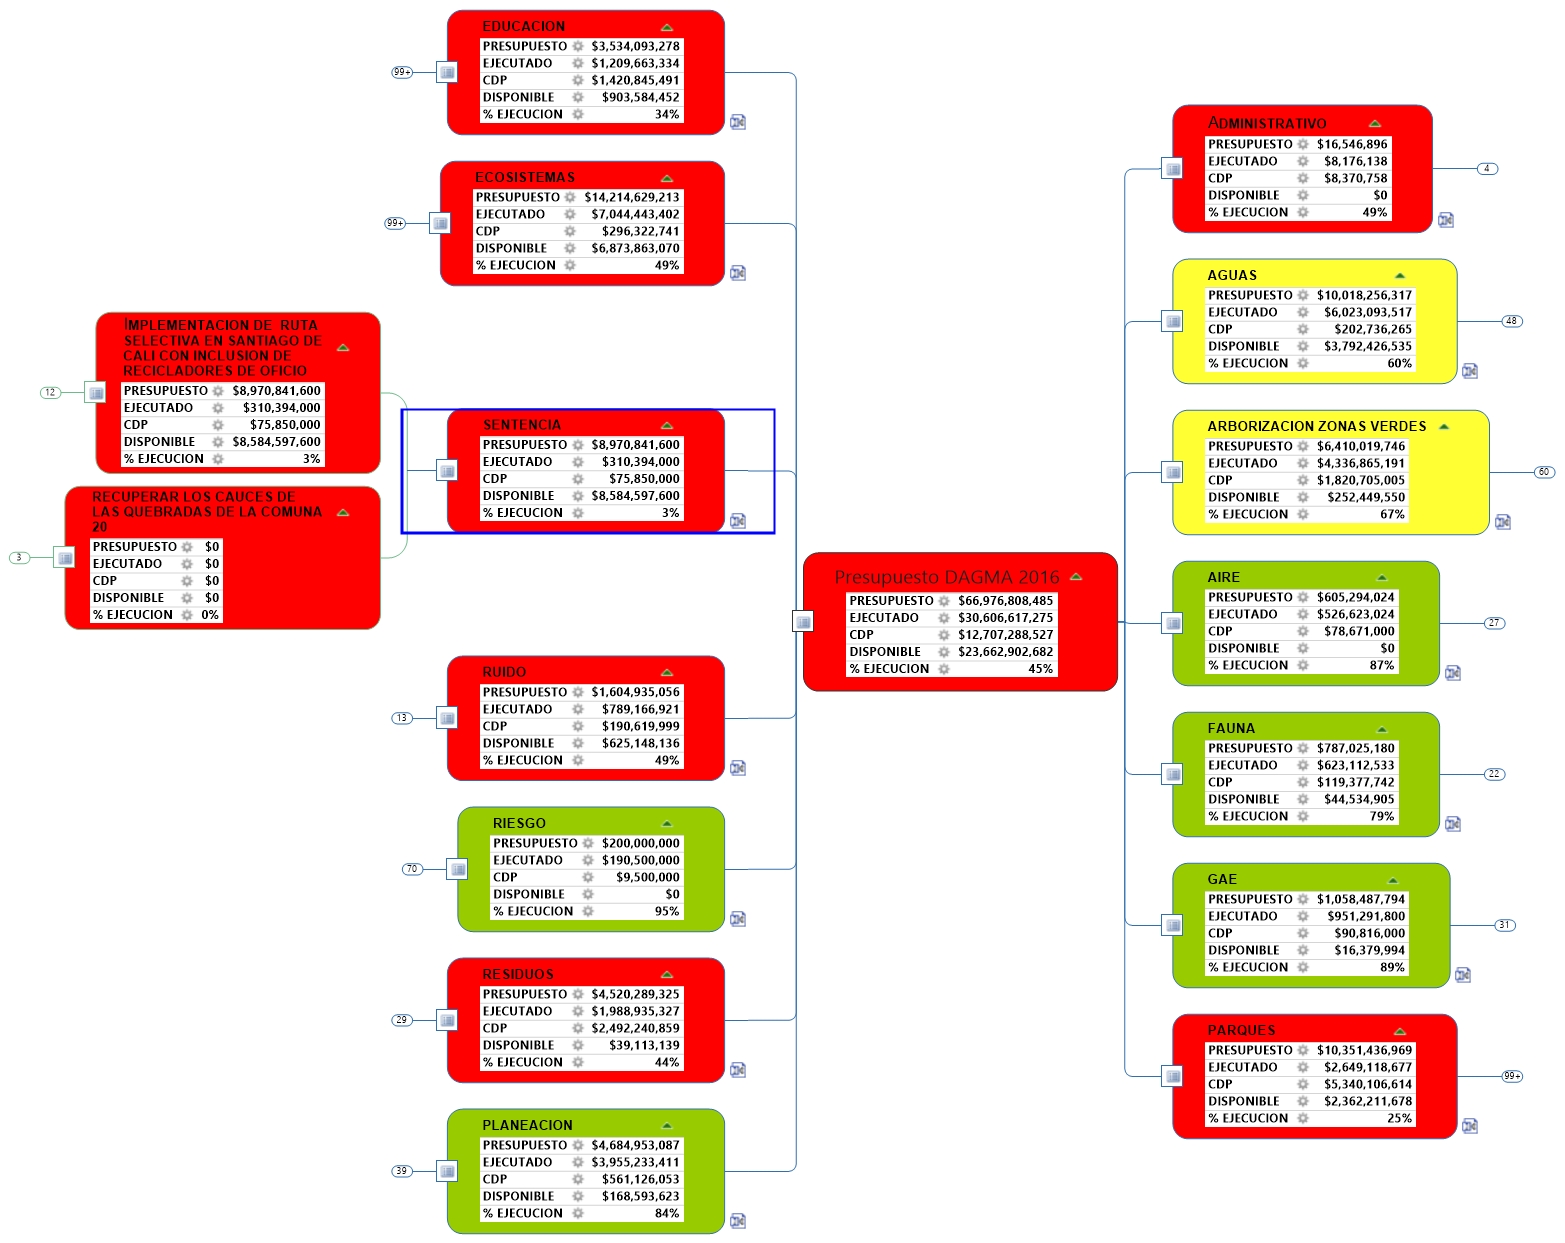 EDUCACION
PRESUPUESTO $3,534,093,278
EJECUTADO $1,209,663,334
CDP $1,420,845,491
DISPONIBLE $903,584,452
% EJECUCION 34%
99+
ECOSISTEMAS
PRESUPUESTO $14,214,629,213
EJECUTADO $7,044,443,402
CDP $296,322,741
DISPONIBLE $6,873,863,070
% EJECUCION 49%
99+
IMPLEMENTACION DE RUTA
SELECTIVA EN SANTIAGO DE
CALI CON INCLUSION DE
RECICLADORES DE OFICIO
PRESUPUESTO $8,970,841,600
EJECUTADO $310,394,000
CDP $75,850,000
DISPONIBLE $8,584,597,600
% EJECUCION 3%
12
RECUPERAR LOS CAUCES DE
LAS QUEBRADAS DE LA COMUNA
20
PRESUPUESTO $0
EJECUTADO $0
CDP $0
DISPONIBLE $0
% EJECUCION 0%
3
SENTENCIA
PRESUPUESTO $8,970,841,600
EJECUTADO $310,394,000
CDP $75,850,000
DISPONIBLE $8,584,597,600
% EJECUCION 3%
RUIDO
PRESUPUESTO $1,604,935,056
EJECUTADO $789,166,921
CDP $190,619,999
DISPONIBLE $625,148,136
% EJECUCION 49%
13
RIESGO
PRESUPUESTO $200,000,000
EJECUTADO $190,500,000
CDP $9,500,000
DISPONIBLE $0
% EJECUCION 95%
70
RESIDUOS
PRESUPUESTO $4,520,289,325
EJECUTADO $1,988,935,327
CDP $2,492,240,859
DISPONIBLE $39,113,139
% EJECUCION 44%
29
PLANEACION
PRESUPUESTO $4,684,953,087
EJECUTADO $3,955,233,411
CDP $561,126,053
DISPONIBLE $168,593,623
% EJECUCION 84%
39
Presupuesto DAGMA 2016
PRESUPUESTO $66,976,808,485
EJECUTADO $30,606,617,275
CDP $12,707,288,527
DISPONIBLE $23,662,902,682
% EJECUCION 45%
ADMINISTRATIVO
PRESUPUESTO $16,546,896
EJECUTADO $8,176,138
CDP $8,370,758
DISPONIBLE $0
% EJECUCION 49%
4
AGUAS
PRESUPUESTO $10,018,256,317
EJECUTADO $6,023,093,517
CDP $202,736,265
DISPONIBLE $3,792,426,535
% EJECUCION 60%
48
ARBORIZACION ZONAS VERDES
PRESUPUESTO $6,410,019,746
EJECUTADO $4,336,865,191
CDP $1,820,705,005
DISPONIBLE $252,449,550
% EJECUCION 67%
60
AIRE
PRESUPUESTO $605,294,024
EJECUTADO $526,623,024
CDP $78,671,000
DISPONIBLE $0
% EJECUCION 87%
27
FAUNA
PRESUPUESTO $787,025,180
EJECUTADO $623,112,533
CDP $119,377,742
DISPONIBLE $44,534,905
% EJECUCION 79%
22
GAE
PRESUPUESTO $1,058,487,794
EJECUTADO $951,291,800
CDP $90,816,000
DISPONIBLE $16,379,994
% EJECUCION 89%
31
PARQUES
PRESUPUESTO $10,351,436,969
EJECUTADO $2,649,118,677
CDP $5,340,106,614
DISPONIBLE $2,362,211,678
% EJECUCION 25%
99+